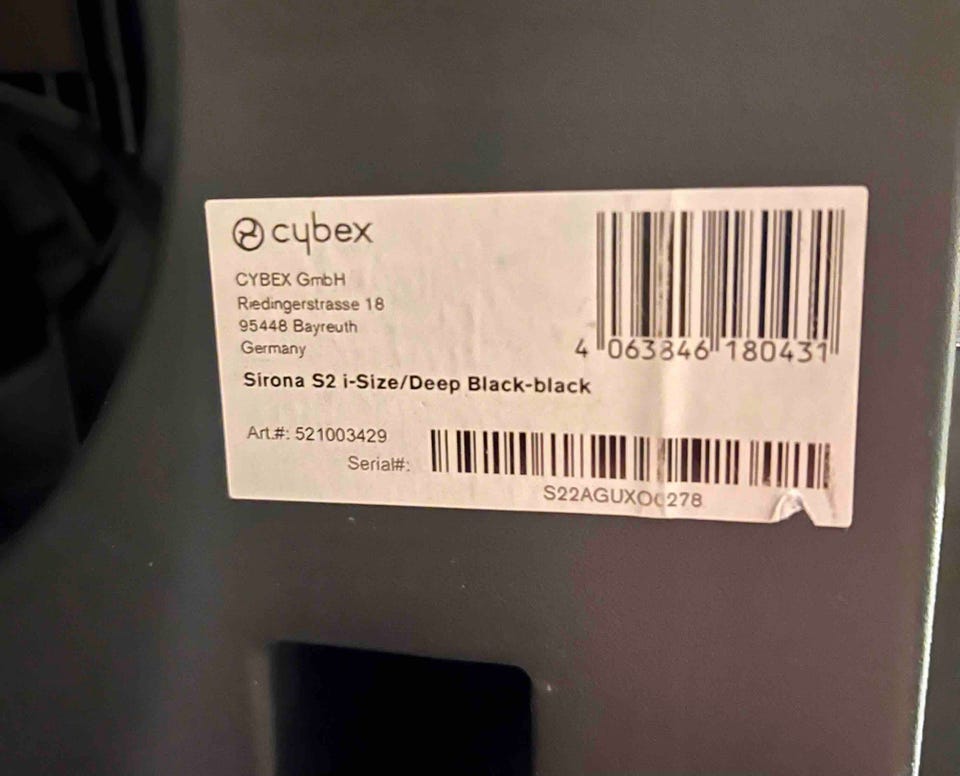 cybex
CYBEX GmbH
Riedingerstrasse 18
95448 Bayreuth
Germany
4 063846 180431
Sirona S2 i-Size/Deep Black-black
Art.#: 521003429
Serial#: